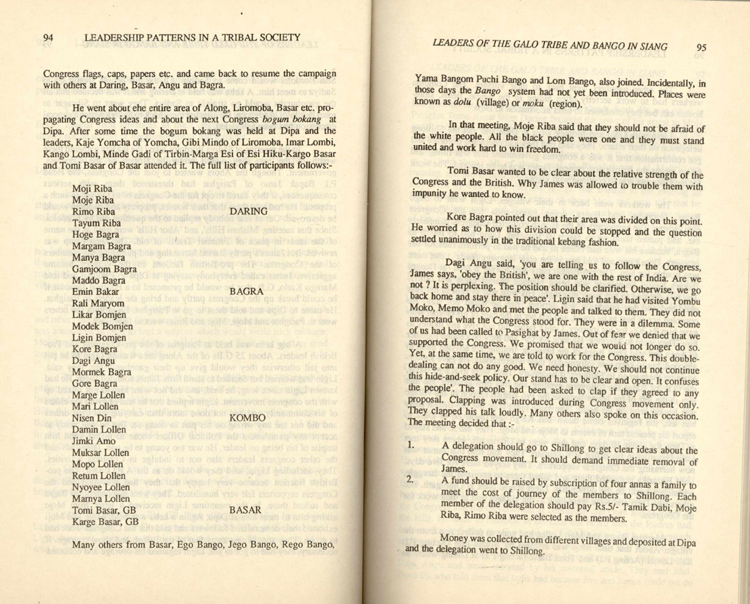 94 LEADERSHIP PATTERNS IN A TRIBAL SOCIETY
Congress flags, caps, papers etc. and came back to resume the campaign
with others at Daring, Basar, Angu and Bagra.
He went about ehe entire area of Along, Liromoba, Basar etc. pro-
pagating Congress ideas and about the next Congress bogum bokang at
Dipa. After some time the bogum bokang was held at Dipa and the
leaders, Kaje Yomcha of Yomcha, Gibi Mindo of Liromoba, Imar Lombi,
Kango Lombi, Minde Gadi of Tirbin-Marga Esi of Esi Hiku-Kargo Basar
and Tomi Basar of Basar attended it. The full list of participants follows:-
Moji Riba
Moje Riba
Rimo Riba DARING
Tayum Riba
Hoge Bagra
Margam Bagra
Manya Bagra
Gamjoom Bagra
Maddo Bagra
Emin Bakar BAGRA
Rali Maryom
Likar Bomjen
Modek Bomjen
Ligin Bomjen
Kore Bagra
Dagi Angu
Mormek Bagra
Gore Bagra
Marge Lollen
Mari Lollen
Nisen Din KOMBO
Damin Lollen
Jimki Amo
Muksar Lollen
Mopo Lollen
Retum Lollen
Nyoyee Lollen
Marnya Lollen
Tomi Basar, GB BASAR
Karge Basar, GB
Many others from Basar, Ego Bango, Jego Bango, Rego Bango,
LEADERS OF THE GALO TRIBE AND BANGO IN SIANG 95
Yama Bangom Puchi Bango and Lom Bango, also joined. Incidentally, in
those days the Bango system had not yet been introduced. Places were
known as dolu (village) or moku (region).
In that meeting, Moje Riba said that they should not be afraid of
the white people. All the black people were one and they must stand
united and work hard to win freedom.
Tomi Basar wanted to be clear about the relative strength of the
Congress and the British. Why James was allowed to trouble them with
impunity he wanted to know.
Kore Bagra pointed out that their area was divided on this point.
He worried as to how this division could be stopped and the question
settled unanimously in the traditional kebang fashion.
Dagi Angu said, 'you are telling us to follow the Congress,
James says, 'obey the British', we are one with the rest of India. Are we
not ? It is perplexing. The position should be clarified. Otherwise, we go
back home and stay there in peace'. Ligin said that he had visited Yombu
Moko, Memo Moko and met the people and talked to them. They did not
understand what the Congress stood for. They were in a dilemma. Some
of us had been called to Pasighat by James. Out of fear we denied that we
supported the Congress. We promised that we would not longer do so.
Yet, at the same time, we are told to work for the Congress. This double-
dealing can not do any good. We need honesty. We should not continue
this hide-and-seek policy. Our stand has to be clear and open. It confuses
the people'. The people had been asked to clap if they agreed to any
proposal. Clapping was introduced during Congress movement only.
They clapped his talk loudly. Many others also spoke on this occasion.
The meeting decided that :-
1. A delegation should go to Shillong to get clear ideas about the
Congress movement. It should demand immediate removal of
James.
2. A fund should be raised by subscription of four annas a family to
meet the cost of journey of the members to Shillong. Each
member of the delegation should pay Rs.5/- Tamik Dabi, Moje
Riba, Rimo Riba were selected as the members.
Money was collected from different villages and deposited at Dipa
and the delegation went to Shillong.